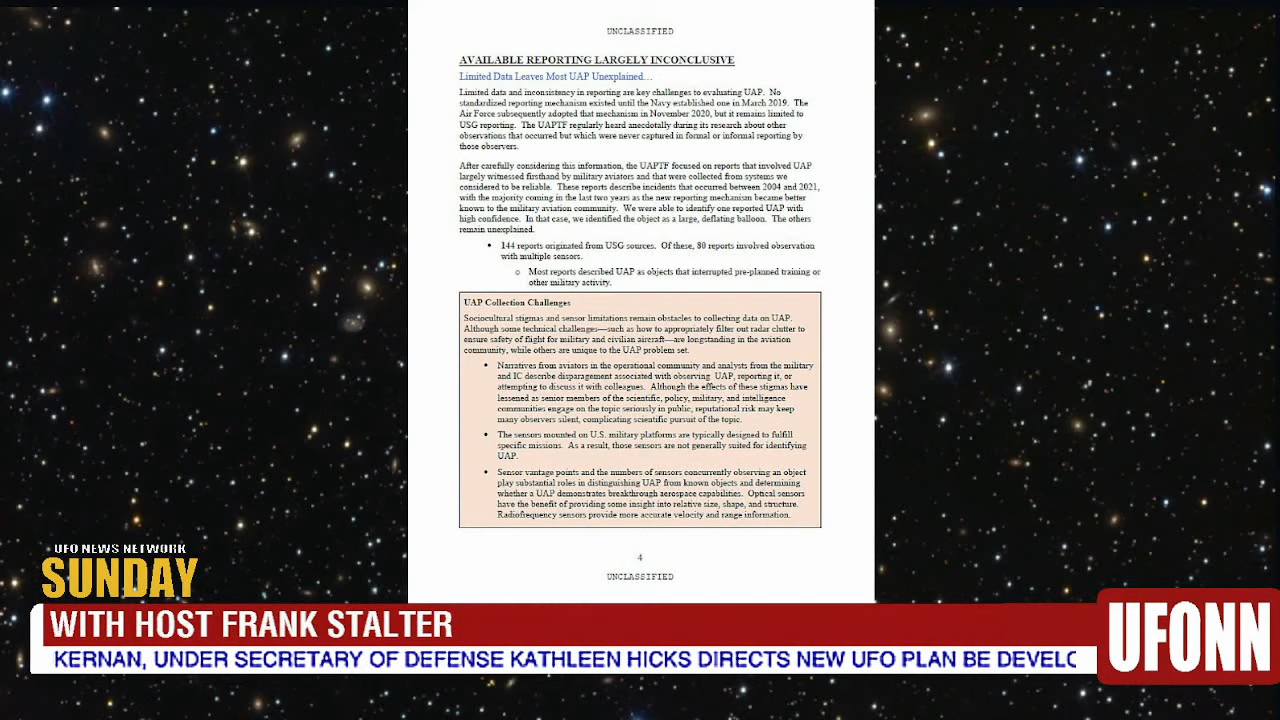 UNCLASSIFIED
AVAILABLE REPORTING LARGELY INCONCLUSIVE
Limited Data Leaves Most UAP Unexplained…
Limited data and inconsistency in reporting are key challenges to evaluating UAP. No
standardized reporting mechanism existed until the Navy established one in March 2019. The
Air Force subsequently adopted that mechanism in November 2020, but it remains limited to
USG reporting. The UAPTF regularly heard anecdotally during its research about other
observations that occurred but which were never captured in formal or informal reporting by
those observers.
After carefully considering this information, the UAPTF focused on reports that involved UAP
largely witnessed firsthand by military aviators and that were collected from systems we
considered to be reliable. These reports describe incidents that occurred between 2004 and 2021,
with the majority coming in the last two years as the new reporting mechanism became better
known to the military aviation community. We were able to identify one reported UAP with
high confidence. In that case, we identified the object as a large, deflating balloon. The others
remain unexplained.
• 144 reports originated from USG sources. Of these, 80 reports involved observation
with multiple sensors.
o Most reports described UAP as objects that interrupted pre-planned training or
other military activity.
UAP Collection Challenges
Sociocultural stigmas and sensor limitations remain obstacles to collecting data on UAP.
Although some technical challenges—such as how to appropriately filter out radar clutter to
ensure safety of flight for military and civilian aircraft—are longstanding in the aviation
community, while others are unique to the UAP problem set.
• Narratives from aviators in the operational community and analysts from the military
and IC describe disparagement associated with observing UAP, reporting it, or
attempting to discuss it with colleagues. Although the effects of these stigmas have
lessened as senior members of the scientific, policy, military, and intelligence
communities engage on the topic seriously in public, reputational risk may keep
many observers silent, complicating scientific pursuit of the topic.
• The sensors mounted on U.S. military platforms are typically designed to fulfill
specific missions. As a result, those sensors are not generally suited for identifying
UAP.
• Sensor vantage points and the numbers of sensors concurrently observing an object
play substantial roles in distinguishing UAP from known objects and determining
whether a UAP demonstrates breakthrough aerospace capabilities. Optical sensors
have the benefit of providing some insight into relative size, shape, and structure.
Radiofrequency sensors provide more accurate velocity and range information.
4
UNCLASSIFIED
UFO NEWS NETWORK
SUNDAY
WITH HOST FRANK STALTER
UFONN
KERNAN, UNDER SECRETARY OF DEFENSE KATHLEEN HICKS DIRECTS NEW UFO PLAN BE DEVELO